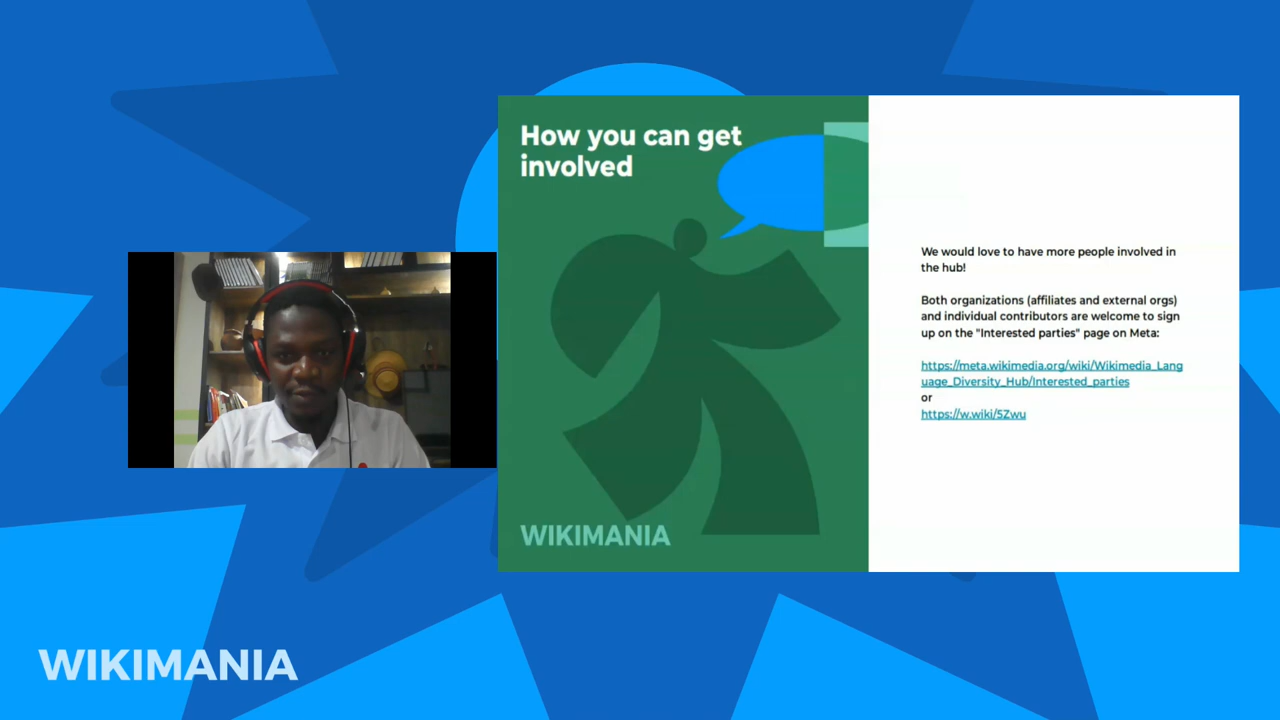 How you can get
involved
We would love to have more people involved in
the hub!
Both organizations (affiliates and external orgs)
and individual contributors are welcome to sign
up on the "Interested parties" page on Meta:
https://meta.wikimedia.org/wiki/Wikimedia_Lang
uage_Diversity_Hub/Interested_parties
or
https://w.wiki/5Zwu
WIKIMANIA
WIKIMANIA